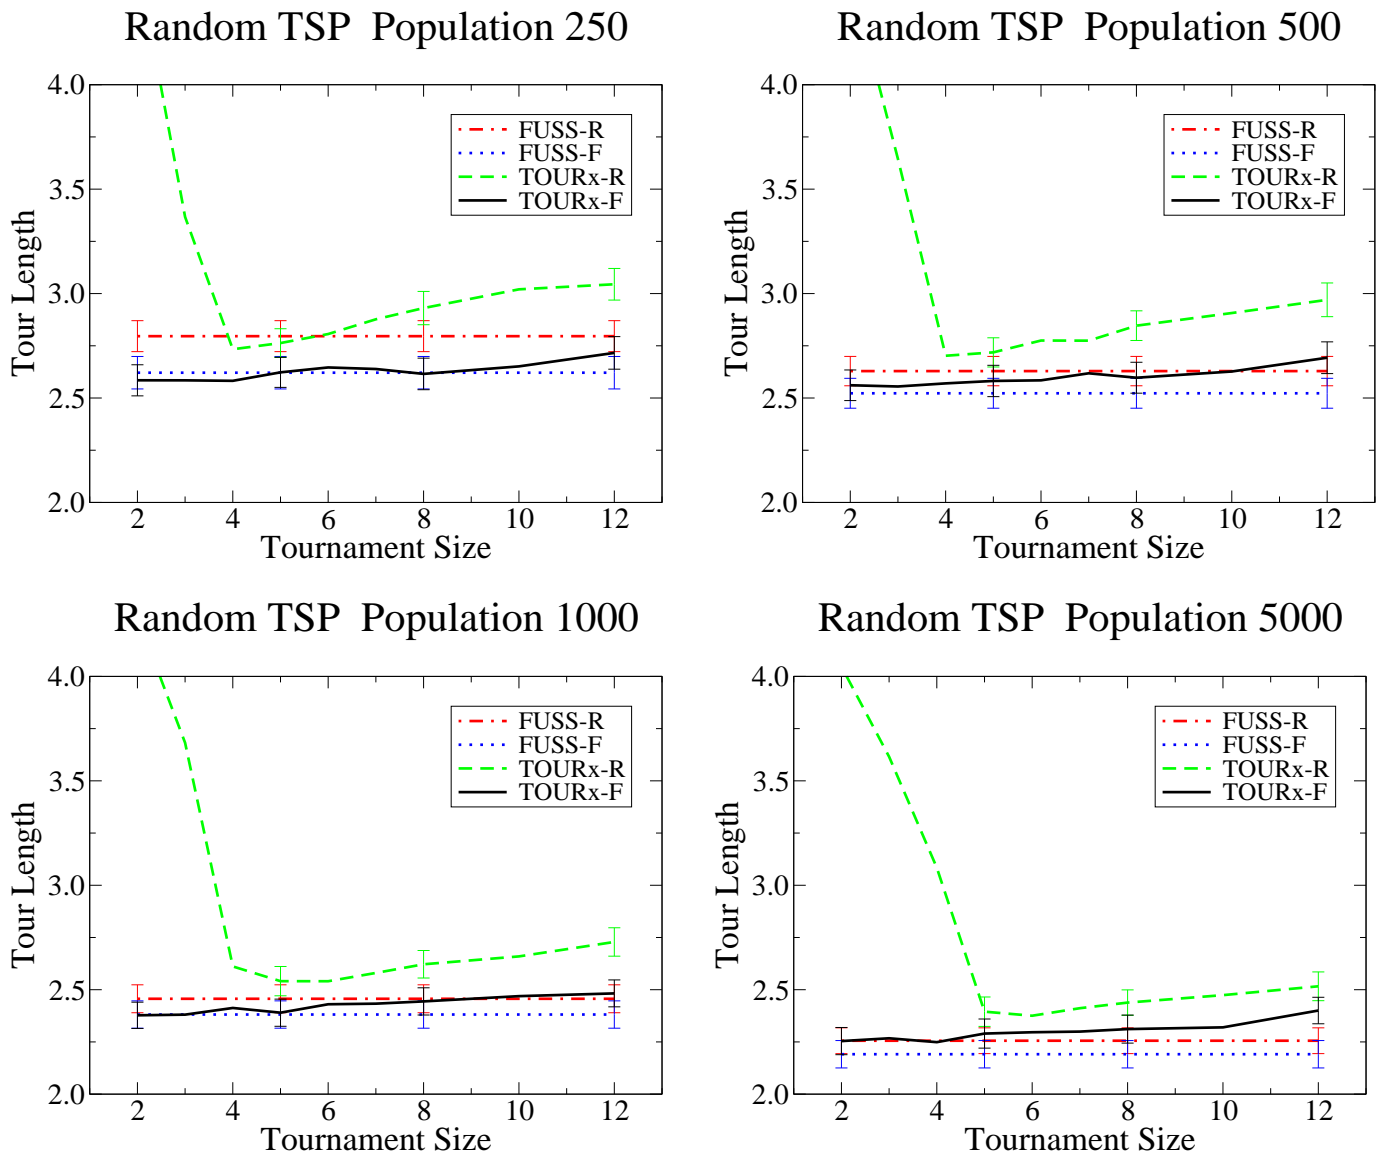 Random TSP  Population 250
4.0
3.5
3.0
2.5
2.0
Tour Length
FUSS-R
FUSS-F
TOURx-R
TOURx-F
2 4 6 8 10 12
Tournament Size
Random TSP  Population 500
4.0
3.5
3.0
2.5
2.0
Tour Length
FUSS-R
FUSS-F
TOURx-R
TOURx-F
2 4 6 8 10 12
Tournament Size
Random TSP  Population 1000
4.0
3.5
3.0
2.5
2.0
Tour Length
FUSS-R
FUSS-F
TOURx-R
TOURx-F
2 4 6 8 10 12
Tournament Size
Random TSP  Population 5000
4.0
3.5
3.0
2.5
2.0
Tour Length
FUSS-R
FUSS-F
TOURx-R
TOURx-F
2 4 6 8 10 12
Tournament Size